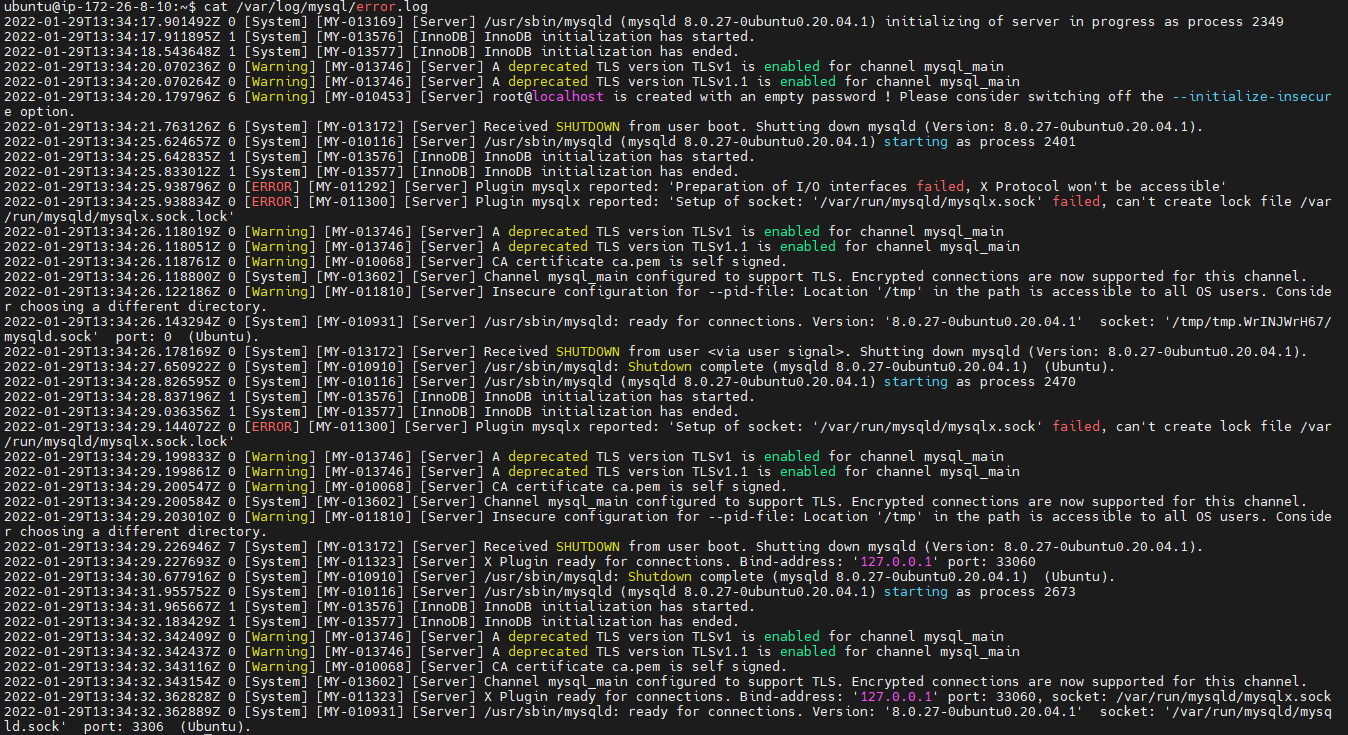 ubuntu@ip-172-26-8-10:~$ cat /var/log/mysql/error.log
2022-01-29T13:34:17.901492Z 0 [System] [MY-013169] [Server] /usr/sbin/mysqld (mysqld 8.0.27-0ubuntu0.20.04.1) initializing of server in progress as process 2349
2022-01-29T13:34:17.911895Z 1 [System] [MY-013576] [InnoDB] InnoDB initialization has started.
2022-01-29T13:34:18.543648Z 1 [System] [MY-013577] [InnoDB] InnoDB initialization has ended.
2022-01-29T13:34:20.070236Z 0 [Warning] [MY-013746] [Server] A deprecated TLS version TLSv1 is enabled for channel mysql_main
2022-01-29T13:34:20.070264Z 0 [Warning] [MY-013746] [Server] A deprecated TLS version TLSv1.1 is enabled for channel mysql_main
2022-01-29T13:34:20.179796Z 6 [Warning] [MY-010453] [Server] root@localhost is created with an empty password ! Please consider switching off the --initialize-insecur
e option.
2022-01-29T13:34:21.763126Z 6 [System] [MY-013172] [Server] Received SHUTDOWN from user boot. Shutting down mysqld (Version: 8.0.27-0ubuntu0.20.04.1).
2022-01-29T13:34:25.624657Z 0 [System] [MY-010116] [Server] /usr/sbin/mysqld (mysqld 8.0.27-0ubuntu0.20.04.1) starting as process 2401
2022-01-29T13:34:25.642835Z 1 [System] [MY-013576] [InnoDB] InnoDB initialization has started.
2022-01-29T13:34:25.833012Z 1 [System] [MY-013577] [InnoDB] InnoDB initialization has ended.
2022-01-29T13:34:25.938796Z 0 [ERROR] [MY-011292] [Server] Plugin mysqlx reported: 'Preparation of I/O interfaces failed, X Protocol won't be accessible'
2022-01-29T13:34:25.938834Z 0 [ERROR] [MY-011300] [Server] Plugin mysqlx reported: 'Setup of socket: '/var/run/mysqld/mysqlx.sock' failed, can't create lock file /var
/run/mysqld/mysqlx.sock.lock'
2022-01-29T13:34:26.118019Z 0 [Warning] [MY-013746] [Server] A deprecated TLS version TLSv1 is enabled for channel mysql_main
2022-01-29T13:34:26.118051Z 0 [Warning] [MY-013746] [Server] A deprecated TLS version TLSv1.1 is enabled for channel mysql_main
2022-01-29T13:34:26.118761Z 0 [Warning] [MY-010068] [Server] CA certificate ca.pem is self signed.
2022-01-29T13:34:26.118800Z 0 [System] [MY-013602] [Server] Channel mysql_main configured to support TLS. Encrypted connections are now supported for this channel.
2022-01-29T13:34:26.122186Z 0 [Warning] [MY-011810] [Server] Insecure configuration for --pid-file: Location '/tmp' in the path is accessible to all OS users. Conside
r choosing a different directory.
2022-01-29T13:34:26.143294Z 0 [System] [MY-010931] [Server] /usr/sbin/mysqld: ready for connections. Version: '8.0.27-0ubuntu0.20.04.1'  socket: '/tmp/tmp.WrINJWrH67/
mysqld.sock'  port: 0  (Ubuntu).
2022-01-29T13:34:26.178169Z 0 [System] [MY-013172] [Server] Received SHUTDOWN from user <via user signal>. Shutting down mysqld (Version: 8.0.27-0ubuntu0.20.04.1).
2022-01-29T13:34:27.650922Z 0 [System] [MY-010910] [Server] /usr/sbin/mysqld: Shutdown complete (mysqld 8.0.27-0ubuntu0.20.04.1)  (Ubuntu).
2022-01-29T13:34:28.826595Z 0 [System] [MY-010116] [Server] /usr/sbin/mysqld (mysqld 8.0.27-0ubuntu0.20.04.1) starting as process 2470
2022-01-29T13:34:28.837196Z 1 [System] [MY-013576] [InnoDB] InnoDB initialization has started.
2022-01-29T13:34:29.036356Z 1 [System] [MY-013577] [InnoDB] InnoDB initialization has ended.
2022-01-29T13:34:29.144072Z 0 [ERROR] [MY-011300] [Server] Plugin mysqlx reported: 'Setup of socket: '/var/run/mysqld/mysqlx.sock' failed, can't create lock file /var
/run/mysqld/mysqlx.sock.lock'
2022-01-29T13:34:29.199833Z 0 [Warning] [MY-013746] [Server] A deprecated TLS version TLSv1 is enabled for channel mysql_main
2022-01-29T13:34:29.199861Z 0 [Warning] [MY-013746] [Server] A deprecated TLS version TLSv1.1 is enabled for channel mysql_main
2022-01-29T13:34:29.200547Z 0 [Warning] [MY-010068] [Server] CA certificate ca.pem is self signed.
2022-01-29T13:34:29.200584Z 0 [System] [MY-013602] [Server] Channel mysql_main configured to support TLS. Encrypted connections are now supported for this channel.
2022-01-29T13:34:29.203010Z 0 [Warning] [MY-011810] [Server] Insecure configuration for --pid-file: Location '/tmp' in the path is accessible to all OS users. Conside
r choosing a different directory.
2022-01-29T13:34:29.226946Z 7 [System] [MY-013172] [Server] Received SHUTDOWN from user boot. Shutting down mysqld (Version: 8.0.27-0ubuntu0.20.04.1).
2022-01-29T13:34:29.227693Z 0 [System] [MY-011323] [Server] X Plugin ready for connections. Bind-address: '127.0.0.1' port: 33060
2022-01-29T13:34:30.677916Z 0 [System] [MY-010910] [Server] /usr/sbin/mysqld: Shutdown complete (mysqld 8.0.27-0ubuntu0.20.04.1)  (Ubuntu).
2022-01-29T13:34:31.955752Z 0 [System] [MY-010116] [Server] /usr/sbin/mysqld (mysqld 8.0.27-0ubuntu0.20.04.1) starting as process 2673
2022-01-29T13:34:31.965667Z 1 [System] [MY-013576] [InnoDB] InnoDB initialization has started.
2022-01-29T13:34:32.183429Z 1 [System] [MY-013577] [InnoDB] InnoDB initialization has ended.
2022-01-29T13:34:32.342409Z 0 [Warning] [MY-013746] [Server] A deprecated TLS version TLSv1 is enabled for channel mysql_main
2022-01-29T13:34:32.342437Z 0 [Warning] [MY-013746] [Server] A deprecated TLS version TLSv1.1 is enabled for channel mysql_main
2022-01-29T13:34:32.343116Z 0 [Warning] [MY-010068] [Server] CA certificate ca.pem is self signed.
2022-01-29T13:34:32.343154Z 0 [System] [MY-013602] [Server] Channel mysql_main configured to support TLS. Encrypted connections are now supported for this channel.
2022-01-29T13:34:32.362828Z 0 [System] [MY-011323] [Server] X Plugin ready for connections. Bind-address: '127.0.0.1' port: 33060, socket: /var/run/mysqld/mysqlx.sock
2022-01-29T13:34:32.362889Z 0 [System] [MY-010931] [Server] /usr/sbin/mysqld: ready for connections. Version: '8.0.27-0ubuntu0.20.04.1'  socket: '/var/run/mysqld/mysq
ld.sock'  port: 3306  (Ubuntu).